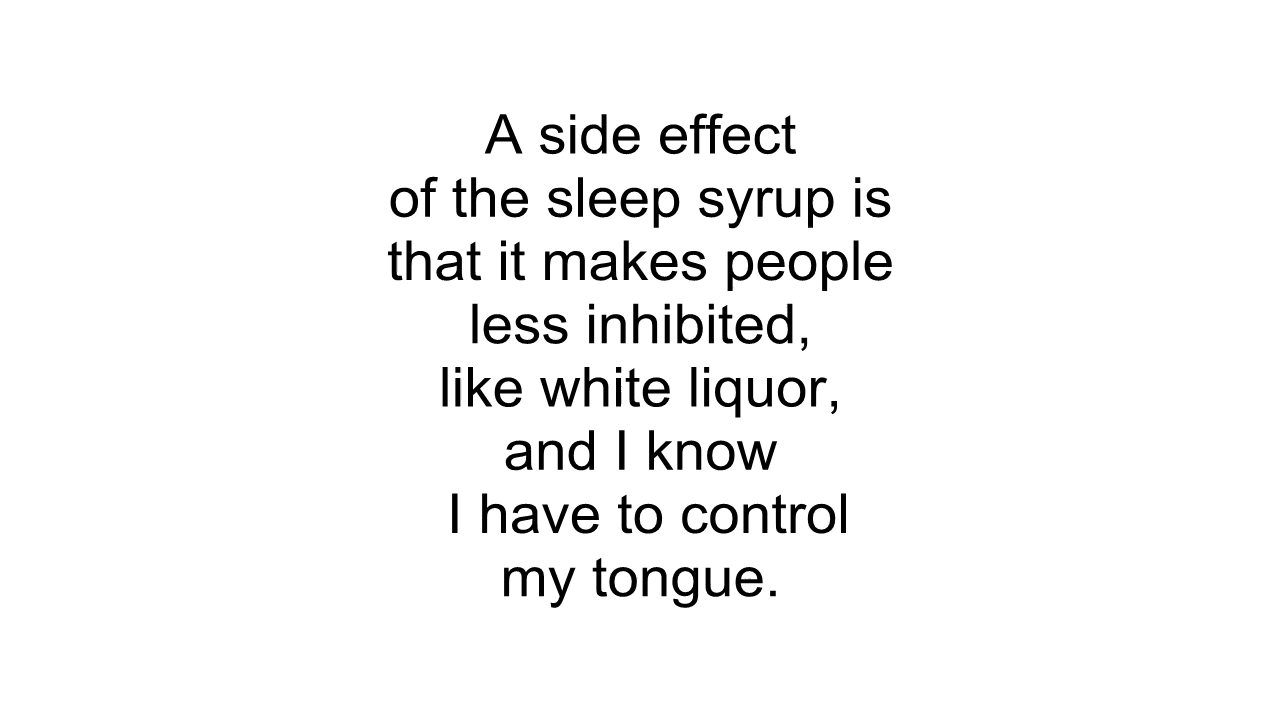 A side effect
of the sleep syrup is
that it makes people
less inhibited,
like white liquor,
and I know
I have to control
my tongue.